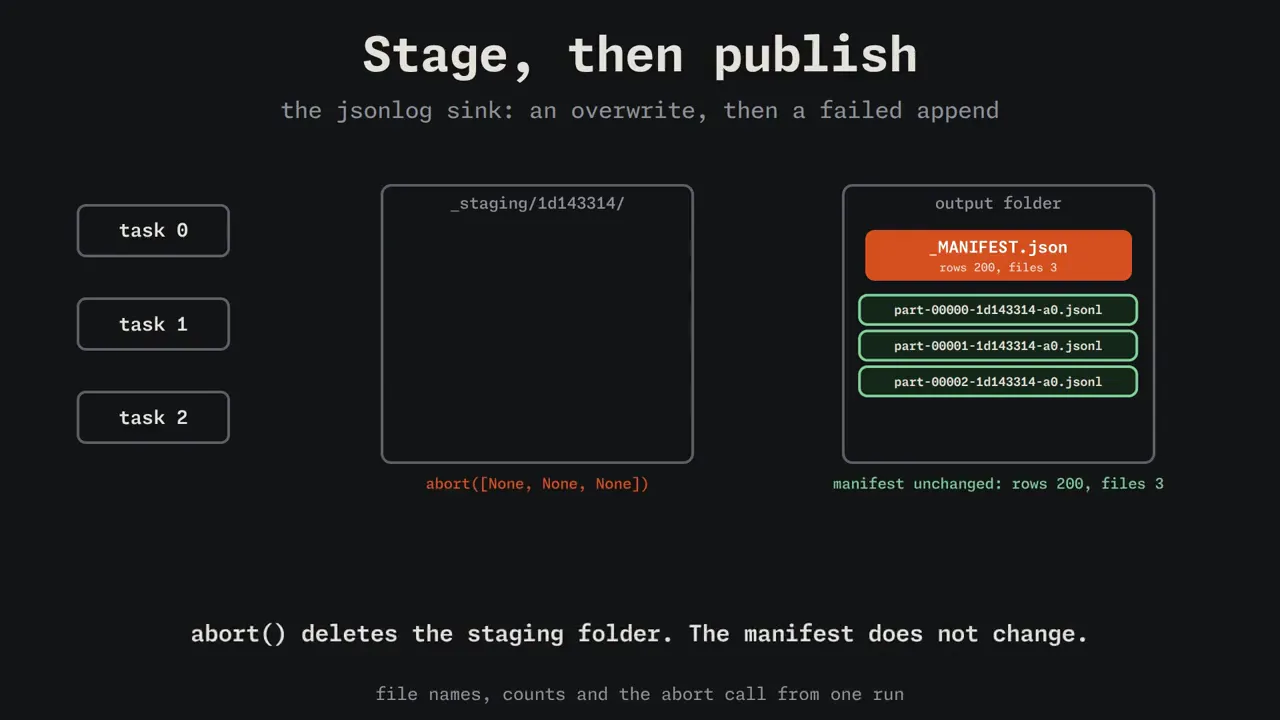 Stage, then publish
the jsonlog sink: an overwrite, then a failed append
task 0
task 1
task 2
_staging/1d143314/
abort([None, None, None])
output folder
_MANIFEST.json
rows 200, files 3
part-00000-1d143314-a0.jsonl
part-00001-1d143314-a0.jsonl
part-00002-1d143314-a0.jsonl
manifest unchanged: rows 200, files 3
abort() deletes the staging folder. The manifest does not change.
file names, counts and the abort call from one run